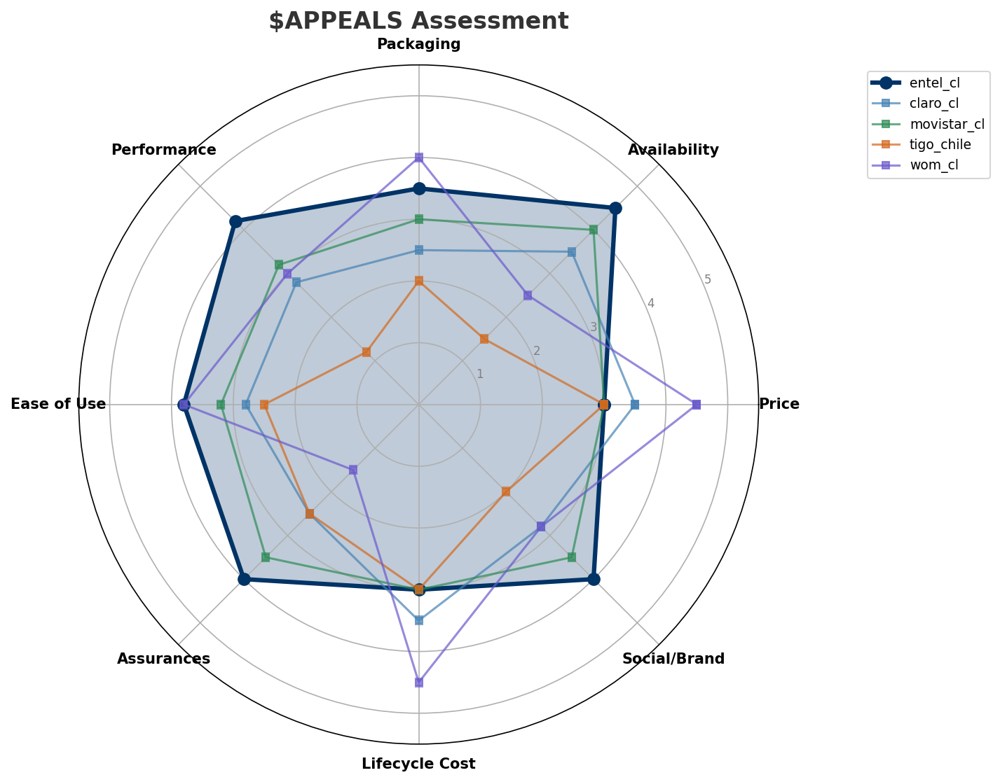 $APPEALS Assessment
Packaging
Performance
Availability
Ease of Use
Price
Assurances
Social/Brand
Lifecycle Cost
1
2
3
4
5
entel_cl
claro_cl
movistar_cl
tigo_chile
wom_cl